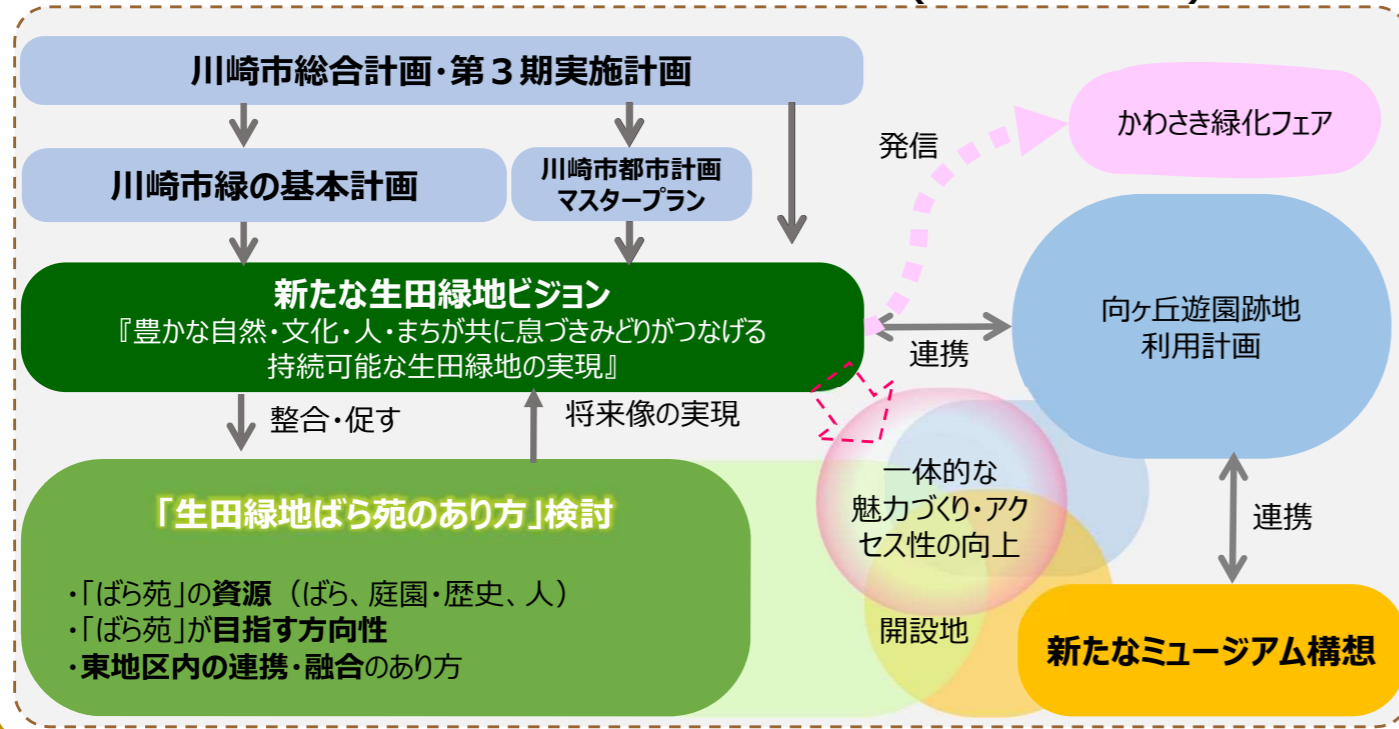 川崎市総合計画・第３期実施計画
川崎市緑の基本計画
川崎市都市計画
マスタープラン
発信
かわさき緑化フェア
新たな生田緑地ビジョン
『豊かな自然・文化・人・まちが共に息づきみどりがつなげる
持続可能な生田緑地の実現』
連携
向ヶ丘遊園跡地
利用計画
整合・促す
将来像の実現
「生田緑地ばら苑のあり方」検討
・「ばら苑」の資源（ばら、庭園・歴史、人）
・「ばら苑」が目指す方向性
・東地区内の連携・融合のあり方
一体的な
魅力づくり・アク
セス性の向上
開設地
連携
新たなミュージアム構想